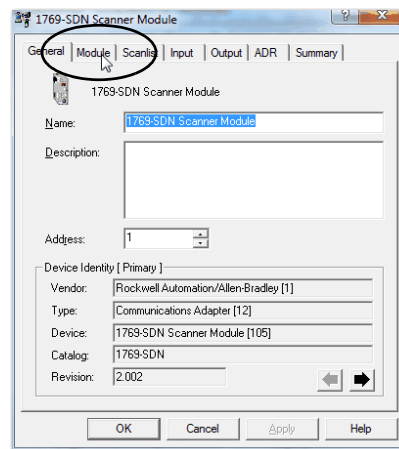 1769-SDN Scanner Module
General Module Scanlist Input Output ADR Summary
1769-SDN Scanner Module
Name: 1769-SDN Scanner Module
Description:
Address: 1
Device Identity [ Primary ]
Vendor: Rockwell Automation/Allen-Bradley [1]
Type: Communications Adapter [12]
Device: 1769-SDN Scanner Module [105]
Catalog: 1769-SDN
Revision: 2.002
OK Cancel Apply Help